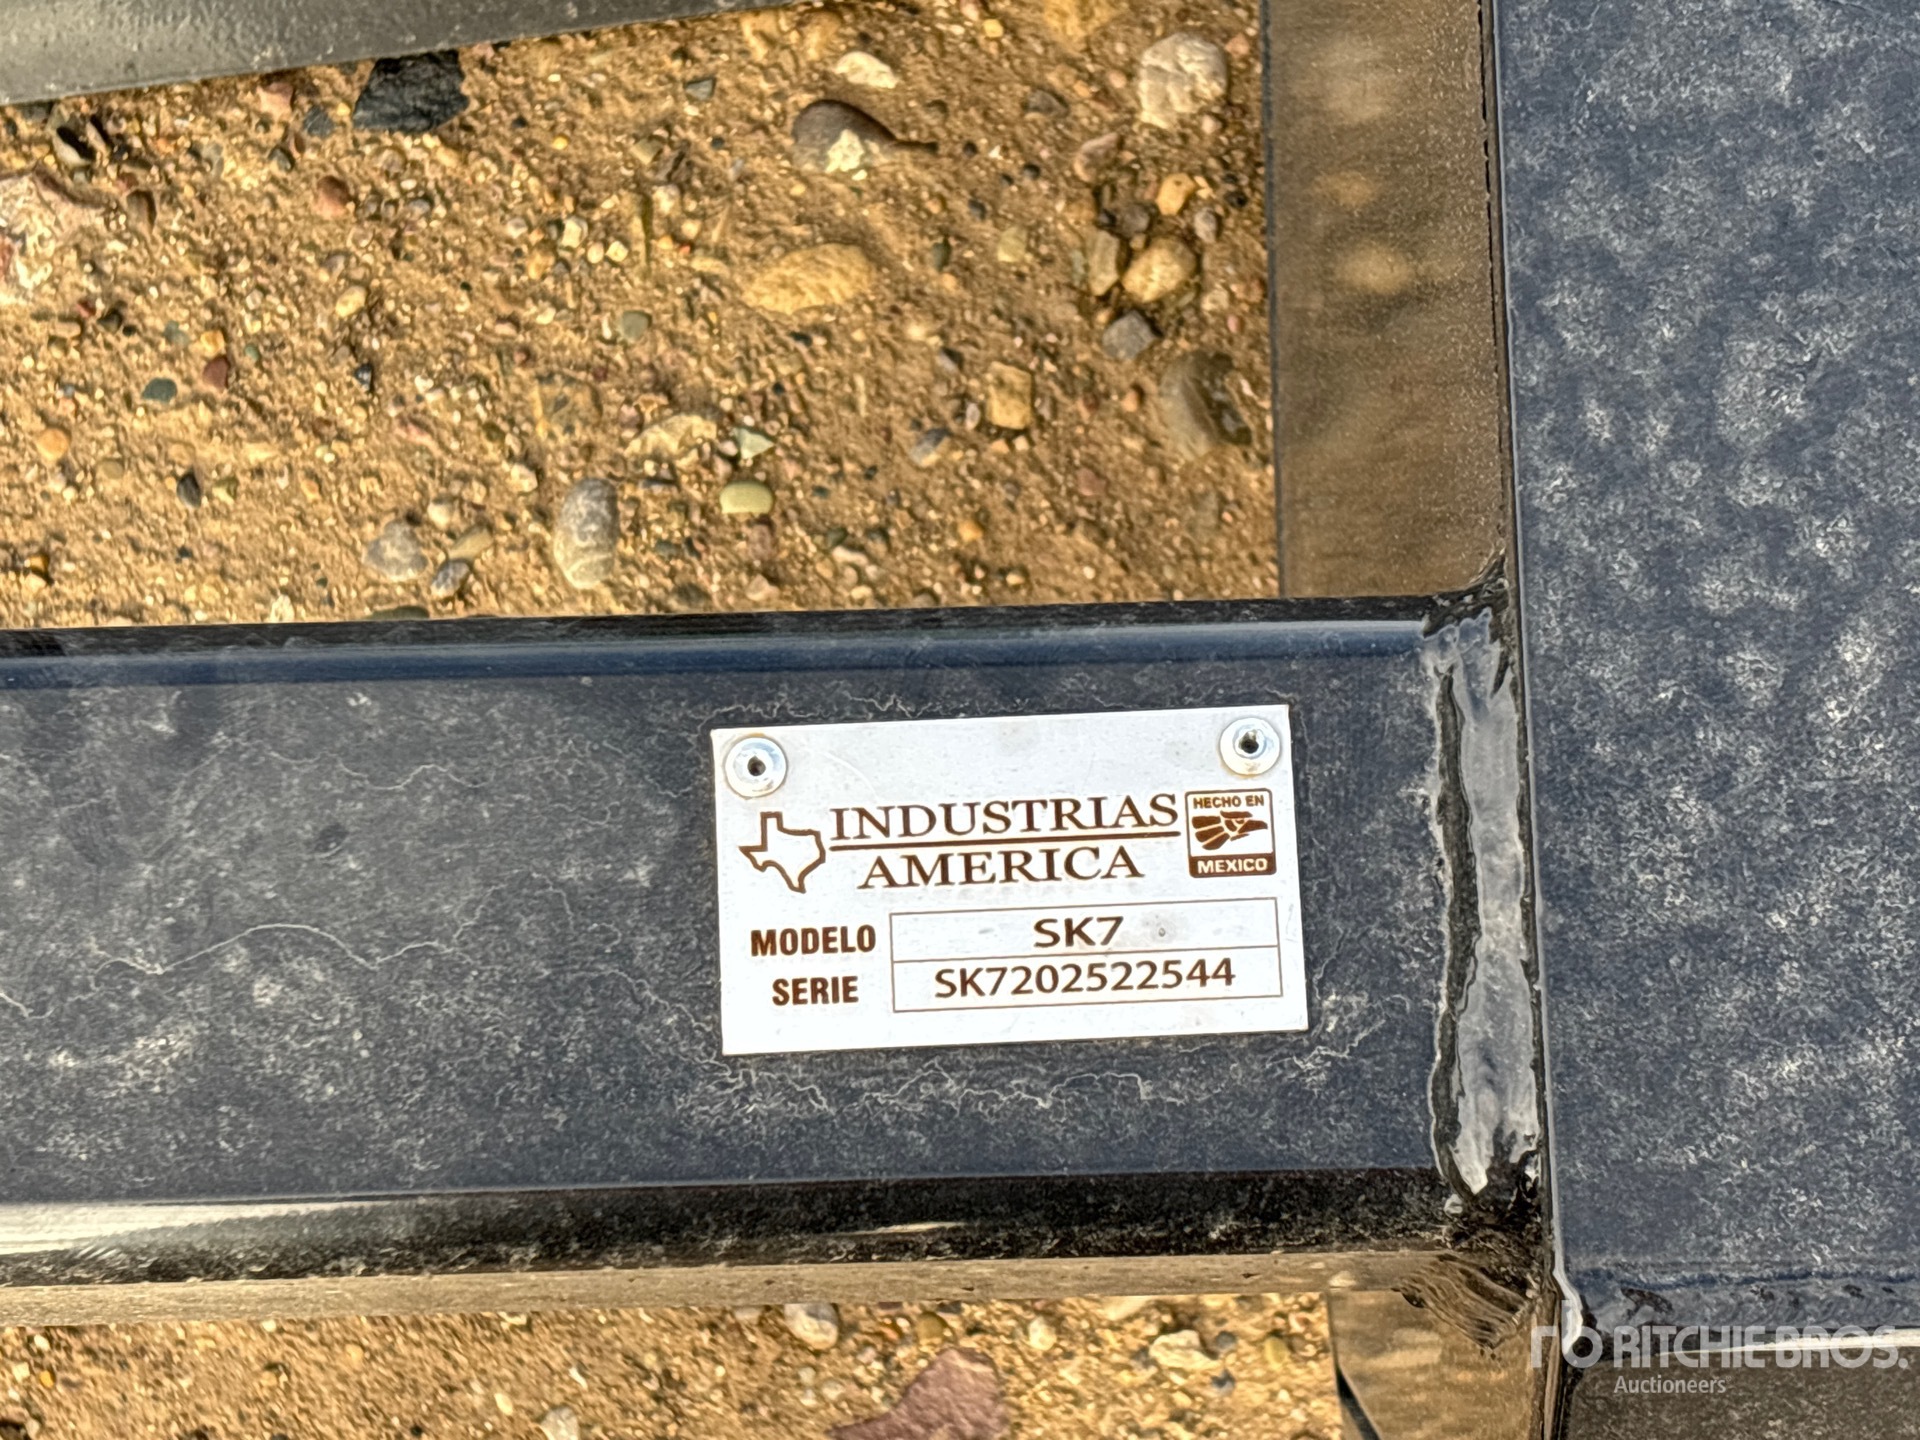 INDUSTRIAS
AMERICA
HECHO EN
MEXICO
MODELO SK7
SERIE SK7202522544
RITCHIE BROS.
Auctioneers